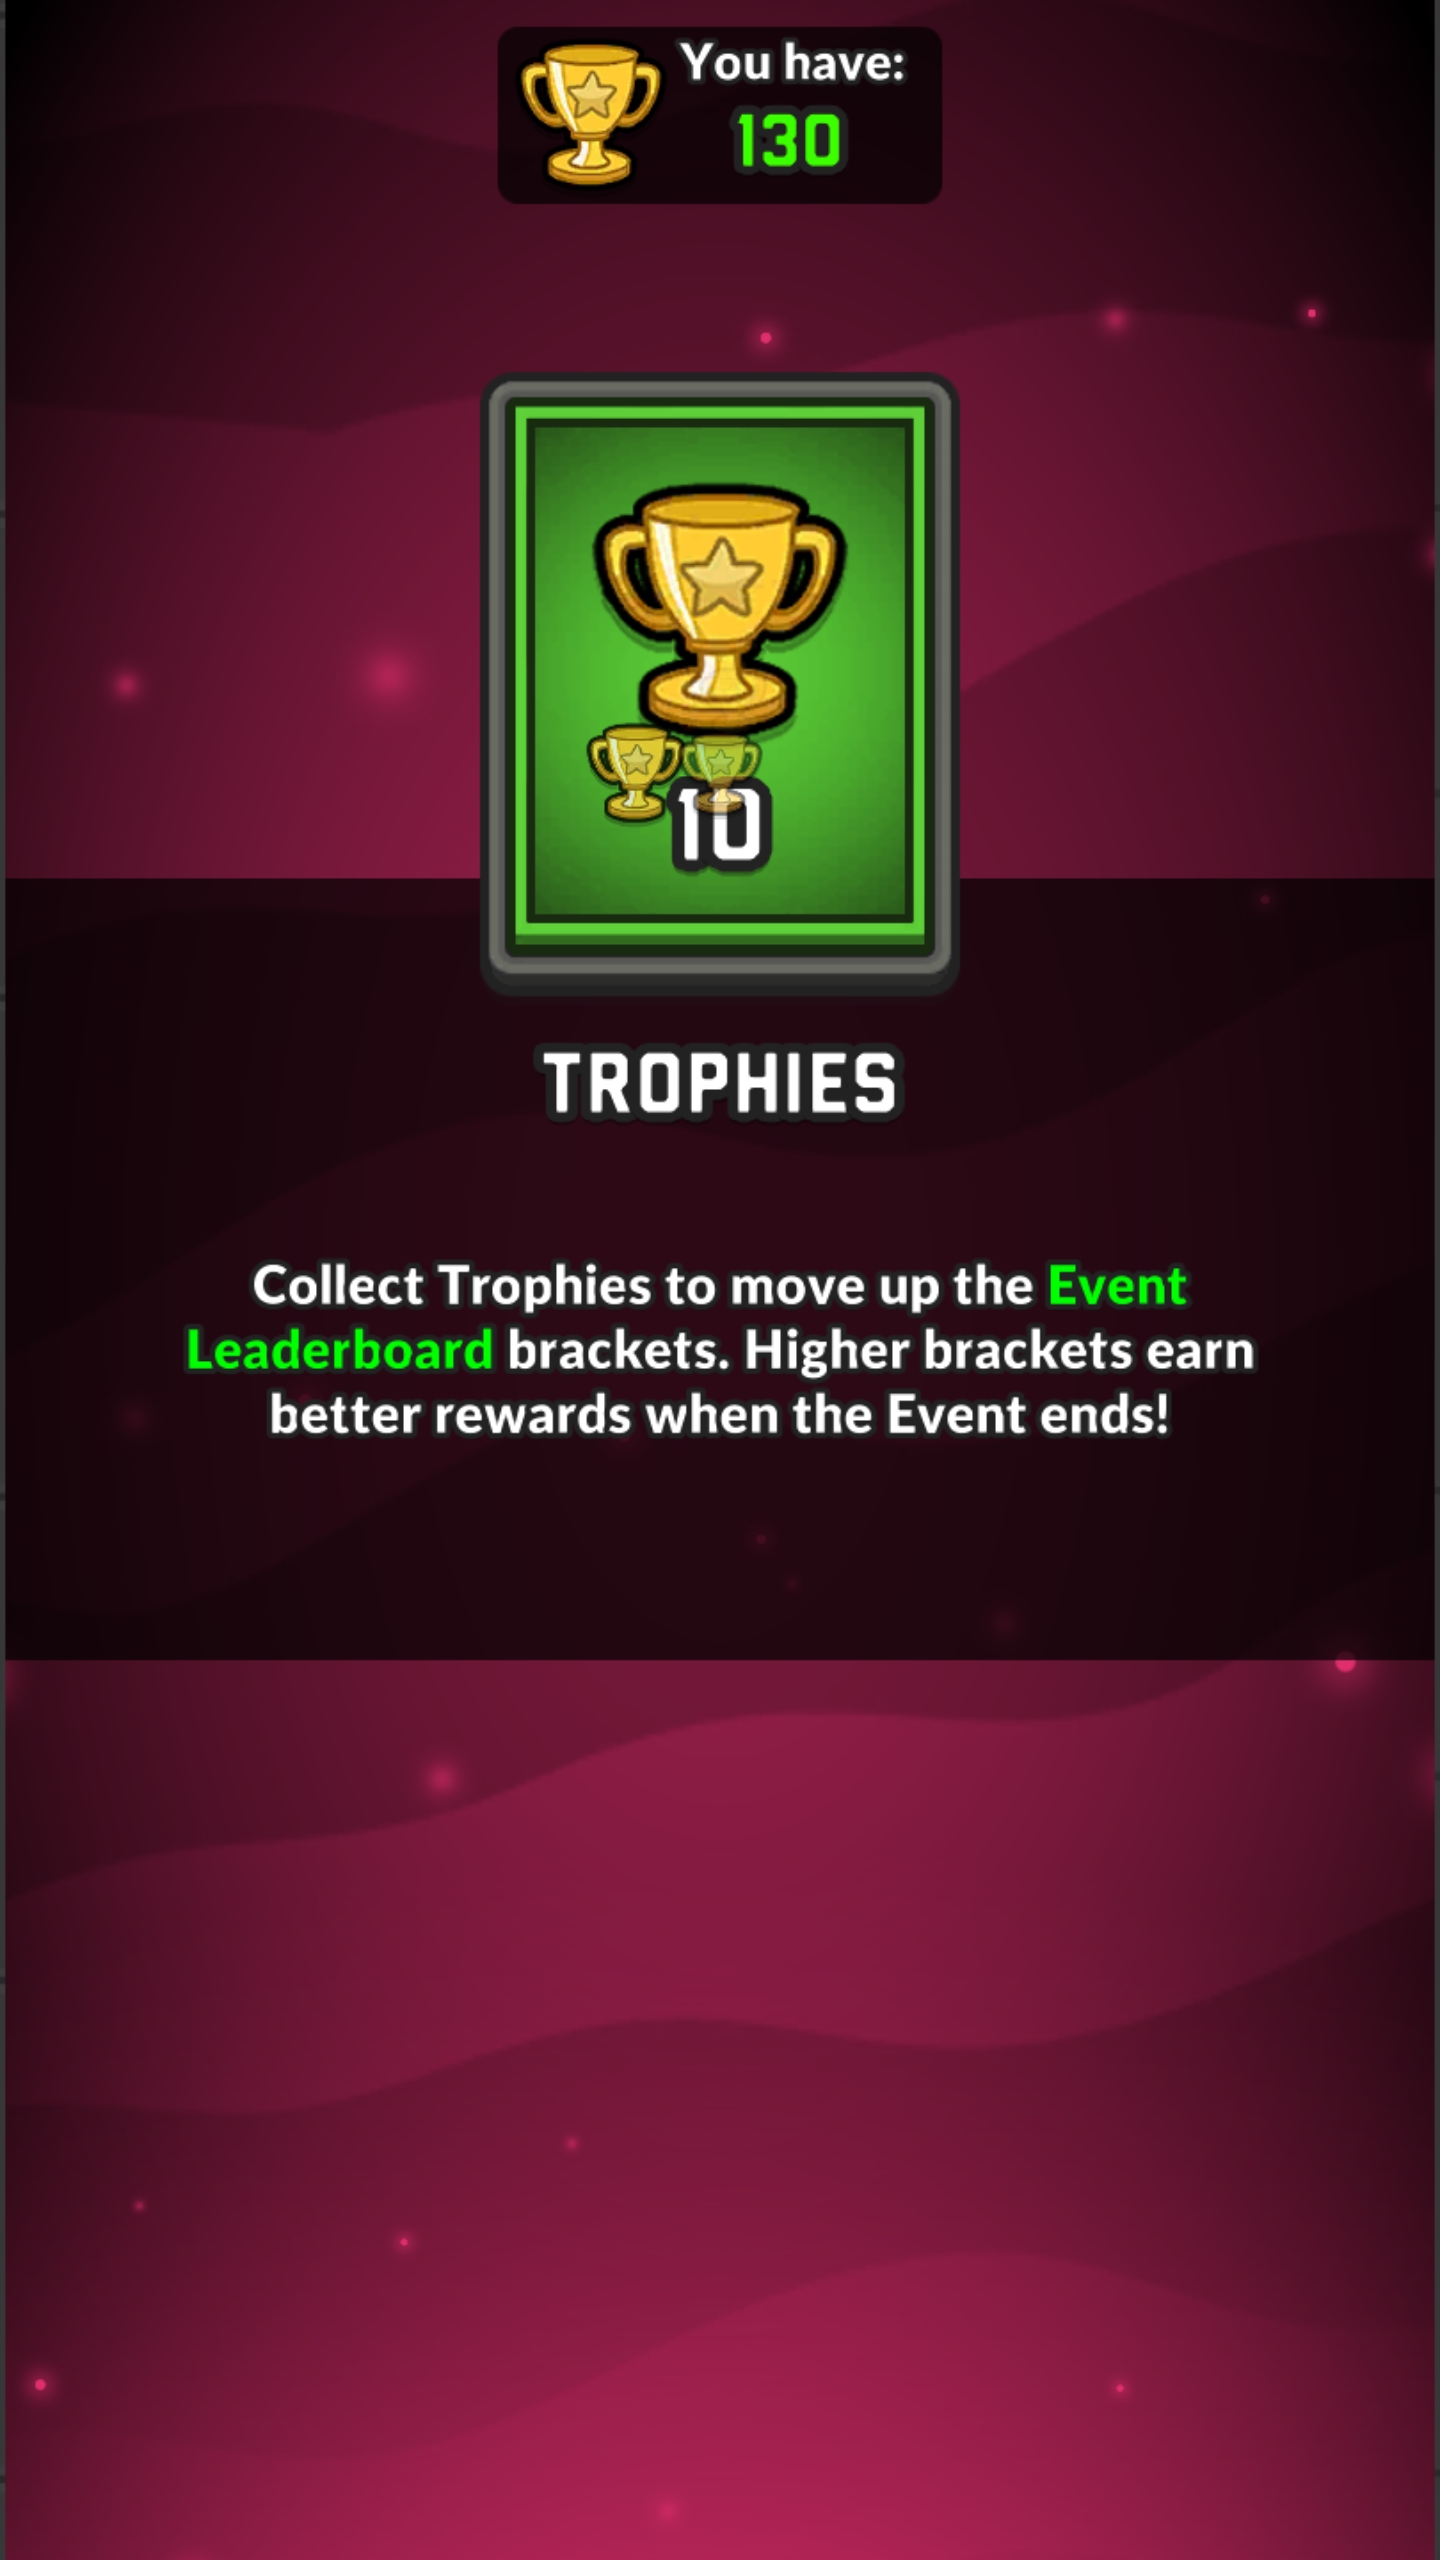 You have:
130
10
TROPHIES
Collect Trophies to move up the Event
Leaderboard brackets. Higher brackets earn
better rewards when the Event ends!